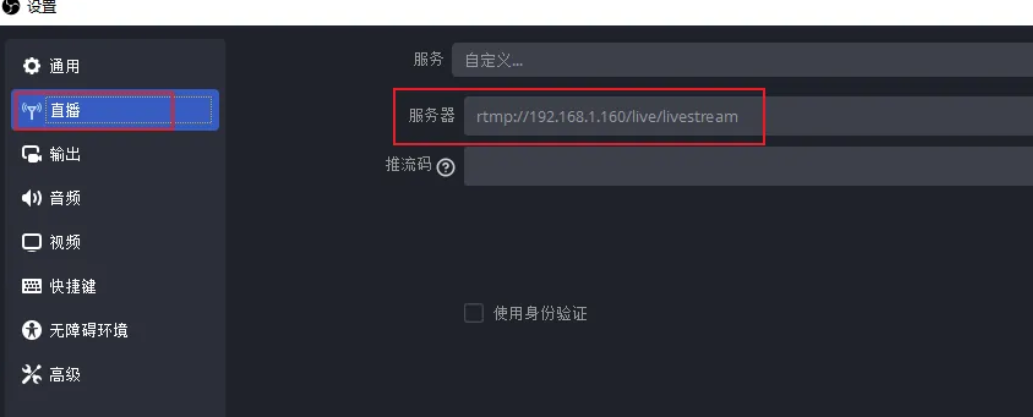 设置
通用
直播
输出
音频
视频
快捷键
无障碍环境
高级
服务 自定义...
服务器 rtmp://192.168.1.160/live/livestream
推流码 ?
使用身份验证